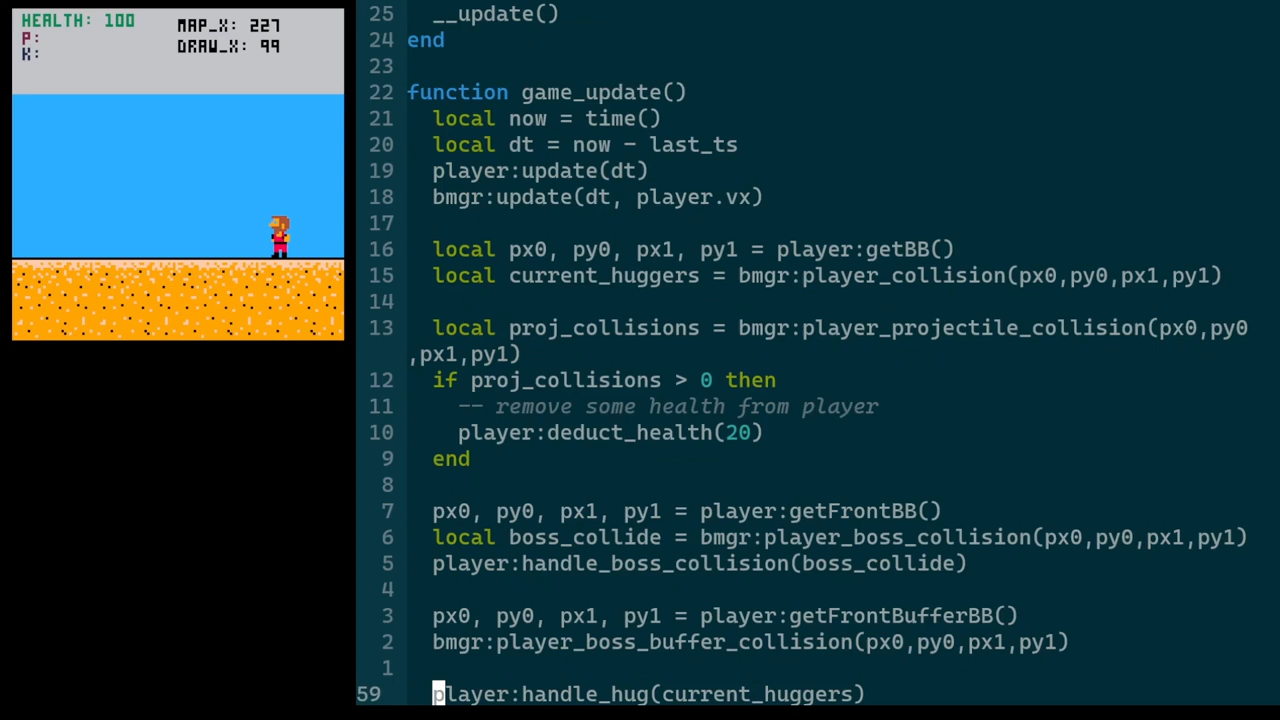 HEALTH: 100
P:
K:
MAP_X: 227
DRAW_X: 99
25 __update()
24 end
23
22 function game_update()
21 local now = time()
20 local dt = now - last_ts
19 player:update(dt)
18 bmgr:update(dt, player.vx)
17
16 local px0, py0, px1, py1 = player:getBB()
15 local current_huggers = bmgr:player_collision(px0,py0,px1,py1)
14
13 local proj_collisions = bmgr:player_projectile_collision(px0,py0
,px1,py1)
12 if proj_collisions > 0 then
11 -- remove some health from player
10 player:deduct_health(20)
9 end
8
7 px0, py0, px1, py1 = player:getFrontBB()
6 local boss_collide = bmgr:player_boss_collision(px0,py0,px1,py1)
5 player:handle_boss_collision(boss_collide)
4
3 px0, py0, px1, py1 = player:getFrontBufferBB()
2 bmgr:player_boss_buffer_collision(px0,py0,px1,py1)
1
59 player:handle_hug(current_huggers)